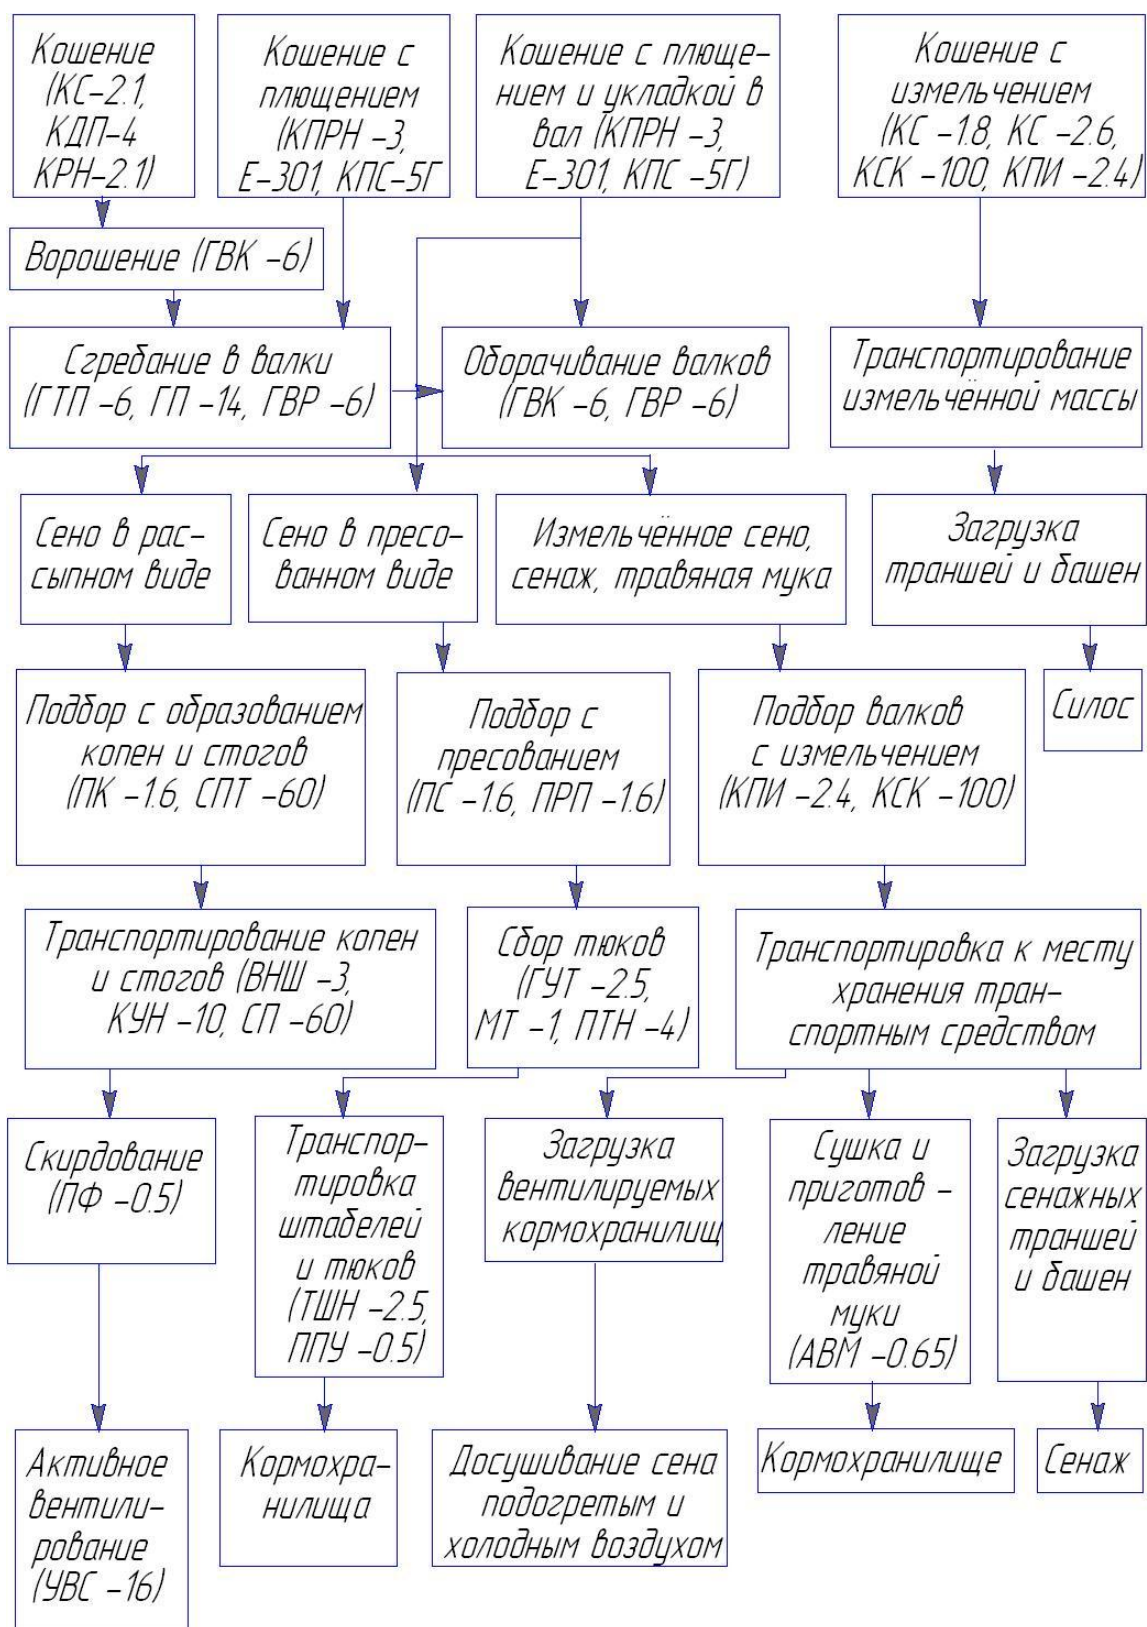 Кошение
(КС-2.1,
КДП-4
КРН-2.1)
Кошение с
плющением
(КПРН -3,
Е-301, КПС-5Г
Кошение с плюще-
нием и укладкой в
вал (КПРН -3,
Е-301, КПС -5Г)
Кошение с
измельчением
(КС -1.8, КС -2.6,
КСК -100, КПИ -2.4)
Ворошение (ГВК -6)
Сгребание в валки
(ГТП -6, ГП -14, ГВР -6)
Оборачивание валков
(ГВК -6, ГВР -6)
Транспортирование
измельчённой массы
Сено в рас-
сыпном виде
Сено в пресо-
ванном виде
Измельчённое сено,
сенаж, травяная мука
Загрузка
траншей и башен
Подбор с образованием
копен и стогов
(ПК -1.6, СПТ -60)
Подбор с
пресованием
(ПС -1.6, ПРП -1.6)
Подбор валков
с измельчением
(КПИ -2.4, КСК -100)
Силос
Транспортирование копен
и стогов (ВНШ -3,
КУН -10, СП -60)
Сбор тюков
(ГУТ -2.5,
МТ -1, ПТН -4)
Транспортировка к месту
хранения тран-
спортным средством
Скирдование
(ПФ -0.5)
Транспор-
тировка
штабелей
и тюков
(ТШН -2.5,
ППУ -0.5)
Загрузка
вентилируемых
кормохранилищ
Сушка и
приготов -
ление
травяной
муки
(АВМ -0.65)
Загрузка
сенажных
траншей
и башен
Активное
вентили-
рование
(УВС -16)
Кормохра-
нилища
Досушивание сена
подогретым и
холодным воздухом
Кормохранилище
Сенаж